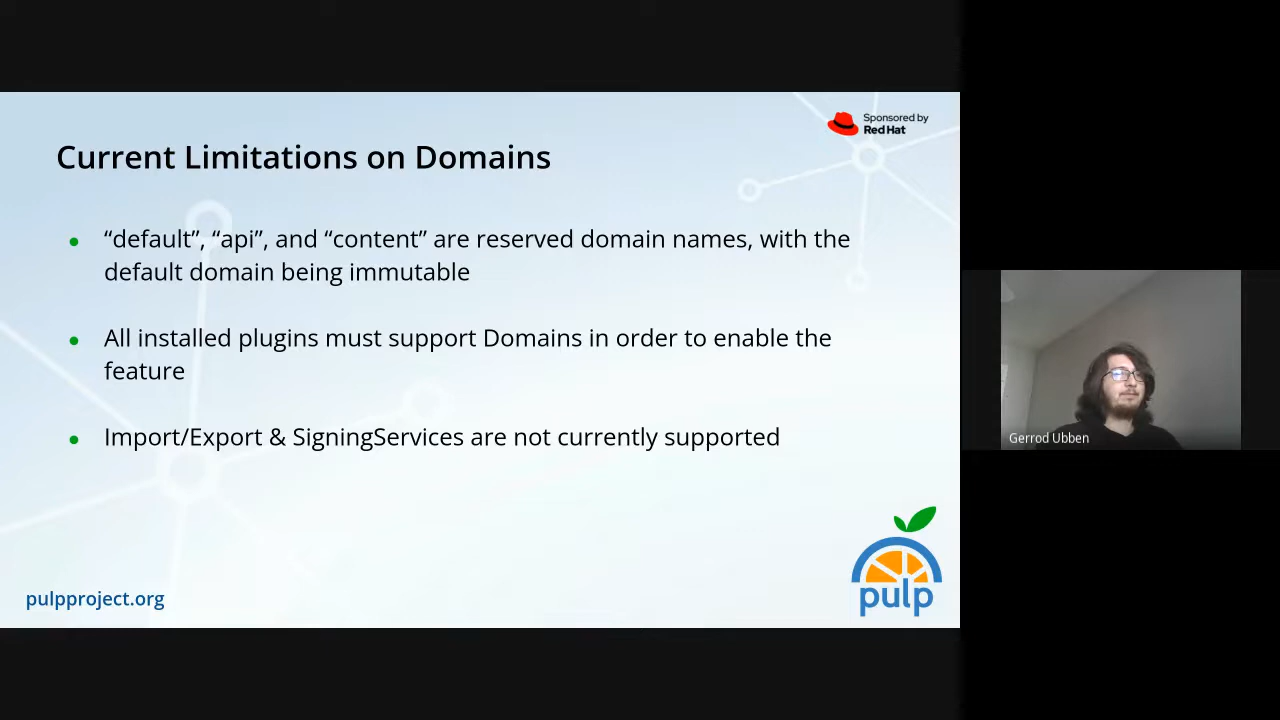 Sponsored by
Red Hat
Current Limitations on Domains
“default”, “api”, and “content” are reserved domain names, with the
default domain being immutable
All installed plugins must support Domains in order to enable the
feature
Import/Export & SigningServices are not currently supported
pulpproject.org
pulp
Gerrod Ubben